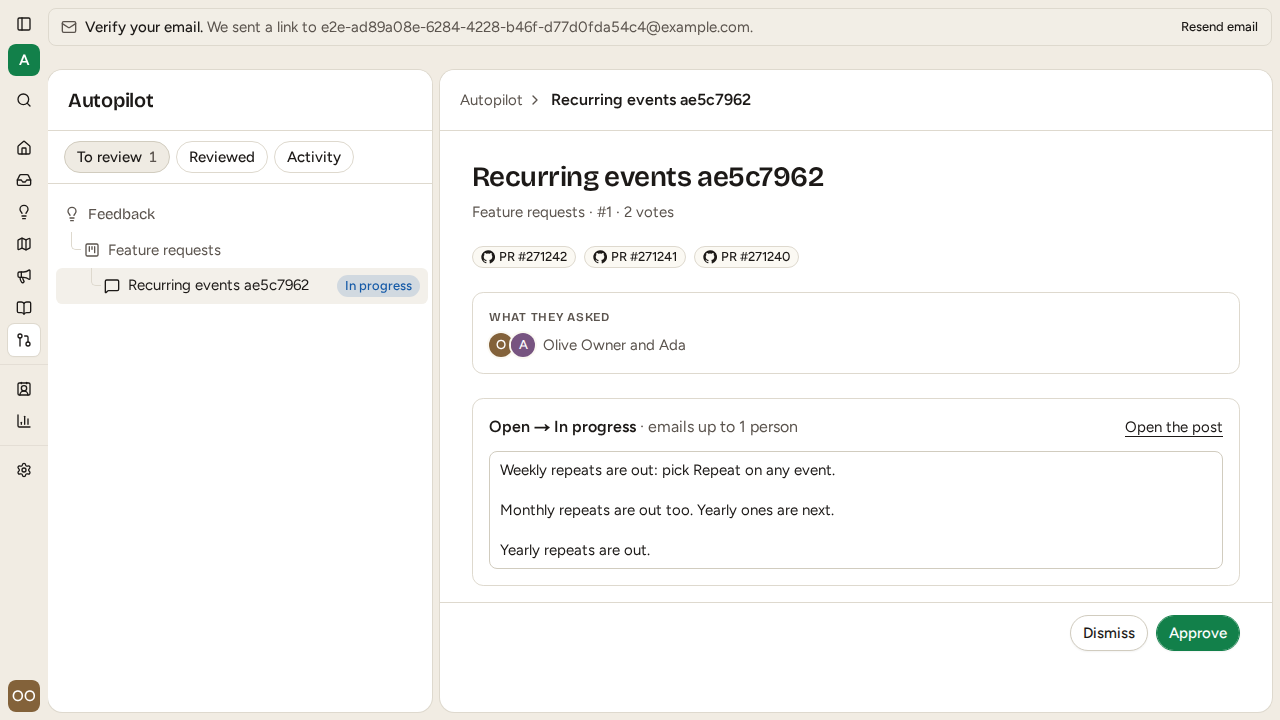 Verify your email. We sent a link to e2e-ad89a08e-6284-4228-b46f-d77d0fda54c4@example.com.
Resend email
A
Autopilot
To review 1
Reviewed
Activity
Feedback
Feature requests
Recurring events ae5c7962
In progress
OO
Autopilot > Recurring events ae5c7962
Recurring events ae5c7962
Feature requests · #1 · 2 votes
PR #271242
PR #271241
PR #271240
WHAT THEY ASKED
O A Olive Owner and Ada
Open → In progress · emails up to 1 person
Open the post
Weekly repeats are out: pick Repeat on any event.
Monthly repeats are out too. Yearly ones are next.
Yearly repeats are out.
Dismiss
Approve